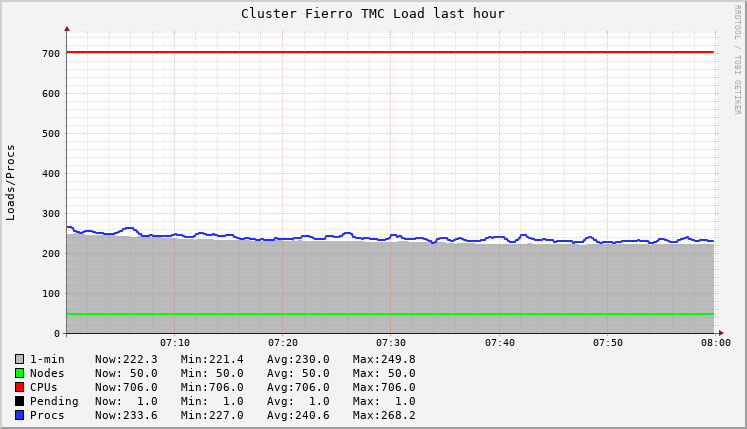 Cluster Fierro TMC Load last hour
RRDTOOL / TOBI OETIKER
Loads/Procs
700
600
500
400
300
200
100
0
07:10 07:20 07:30 07:40 07:50 08:00
1-min Now:222.3 Min:221.4 Avg:230.0 Max:249.8
Nodes Now: 50.0 Min: 50.0 Avg: 50.0 Max: 50.0
CPUs Now:706.0 Min:706.0 Avg:706.0 Max:706.0
Pending Now: 1.0 Min: 1.0 Avg: 1.0 Max: 1.0
Procs Now:233.6 Min:227.0 Avg:240.6 Max:268.2